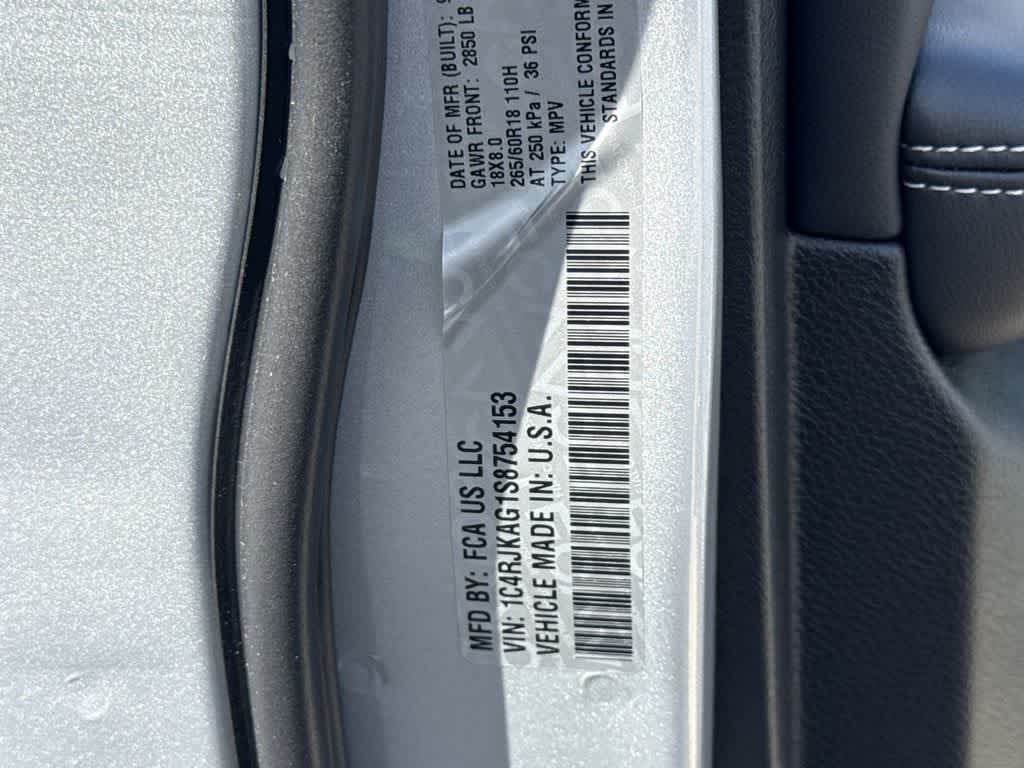 MFD BY: FCA US LLC
VIN: 1C4RJKAG1S8754153
VEHICLE MADE IN: U.S.A.
DATE OF MFR (BUILT):
GAWR FRONT: 2850 LB
18X8.0
265/60R18 110H
AT 250 kPa / 36 PSI
TYPE: MPV
THIS VEHICLE CONFORM
STANDARDS IN